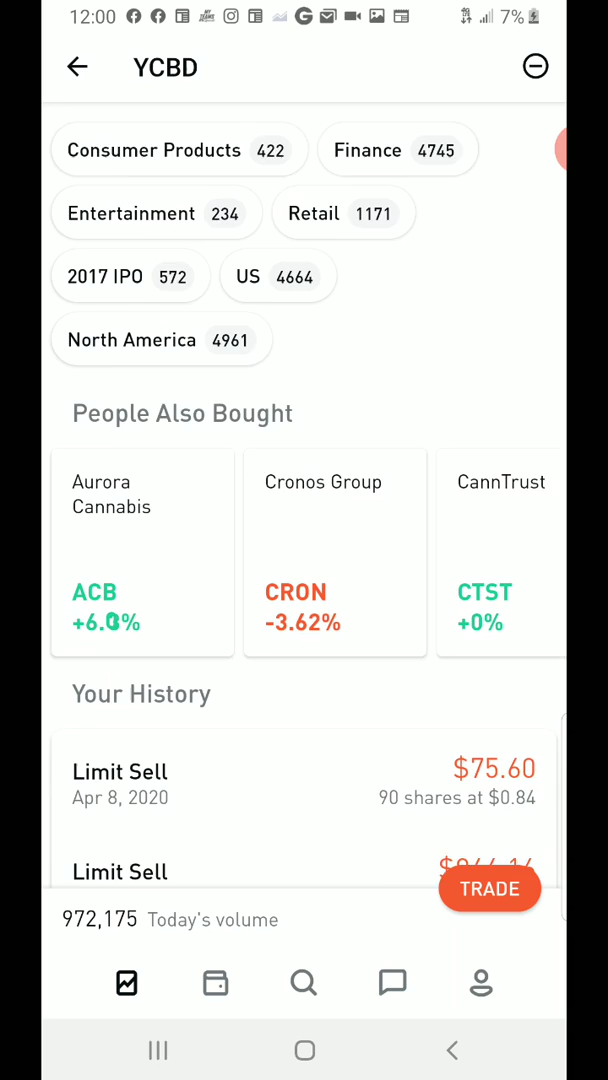 12:00 7%
YCBD
Consumer Products 422 Finance 4745
Entertainment 234 Retail 1171
2017 IPO 572 US 4664
North America 4961
People Also Bought
Aurora Cannabis
ACB
Cronos Group
CRON
-3.62%
CannTrust
CTST
+0%
Your History
Limit Sell $75.60
Apr 8, 2020 90 shares at $0.84
Limit Sell
TRADE
972,175 Today's volume